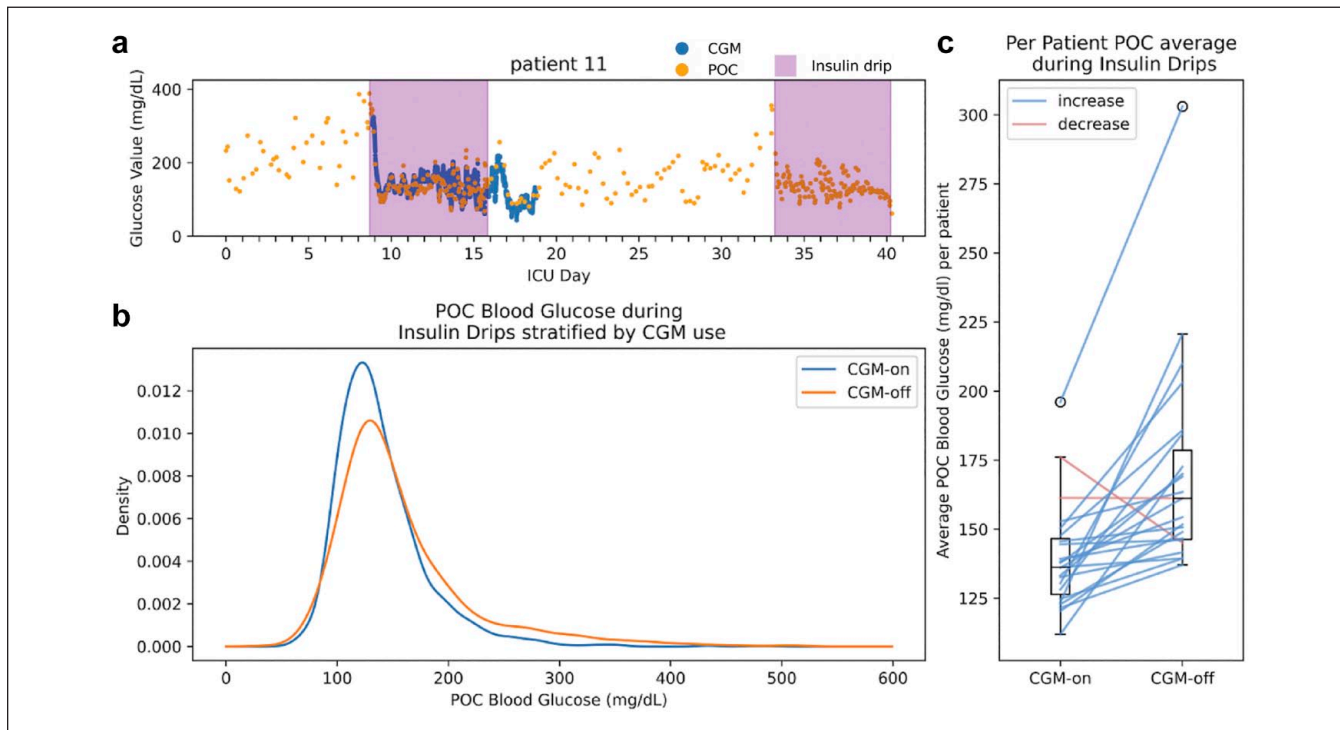 a
patient 11
CGM
POC
Insulin drip
Glucose Value (mg/dL)
400
200
0
0 5 10 15 20 25 30 35 40
ICU Day
b
POC Blood Glucose during
Insulin Drips stratified by CGM use
CGM-on
CGM-off
Density
0.012
0.010
0.008
0.006
0.004
0.002
0.000
0 100 200 300 400 500 600
POC Blood Glucose (mg/dL)
c
Per Patient POC average
during Insulin Drips
increase
decrease
Average POC Blood Glucose (mg/dl) per patient
300
275
250
225
200
175
150
125
CGM-on CGM-off